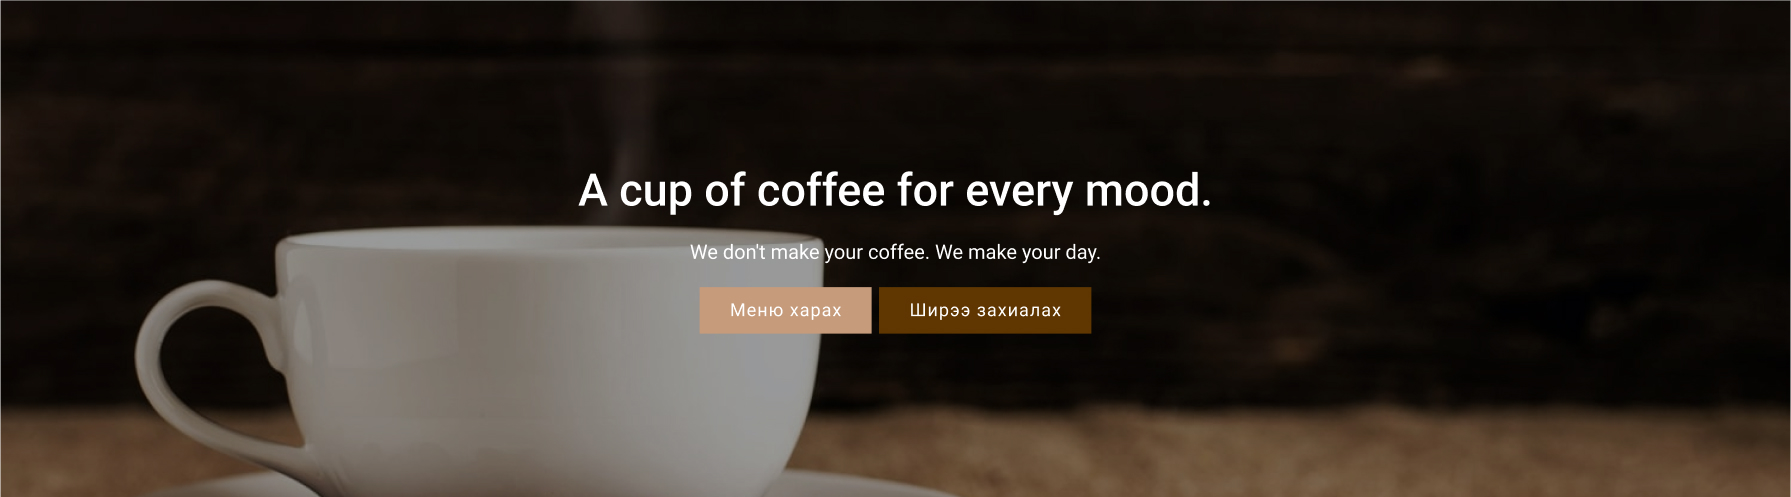 A cup of coffee for every mood.
We don't make your coffee. We make your day.
Меню харах Ширээ захиалах